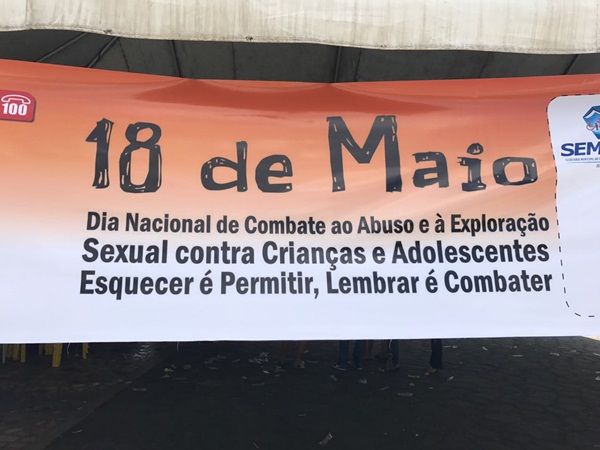 100
18 de Maio
SEM
Dia Nacional de Combate ao Abuso e à Exploração
Sexual contra Crianças e Adolescentes
Esquecer é Permitir, Lembrar é Combater